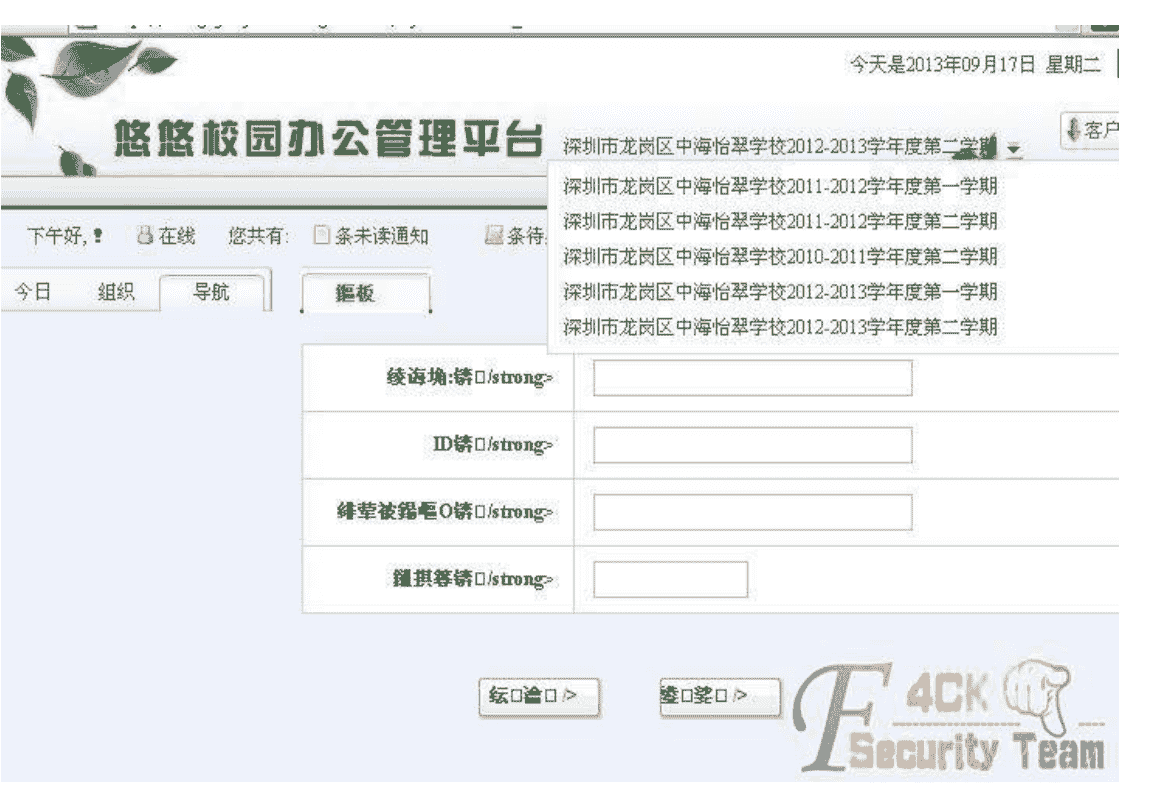 今天是2013年09月17日 星期二
悠悠校园办公管理平台
深圳市龙岗区中海怡翠学校2012-2013学年度第二学期
客户
深圳市龙岗区中海怡翠学校2011-2012学年度第一学期
深圳市龙岗区中海怡翠学校2011-2012学年度第二学期
深圳市龙岗区中海怡翠学校2010-2011学年度第二学期
深圳市龙岗区中海怡翠学校2012-2013学年度第一学期
深圳市龙岗区中海怡翠学校2012-2013学年度第二学期
下午好,! 在线 您共有: 条未读通知 条待
今日 组织 导航
/strong>
ID锛□/strong>
/strong>
/strong>
F4CK
Security Team